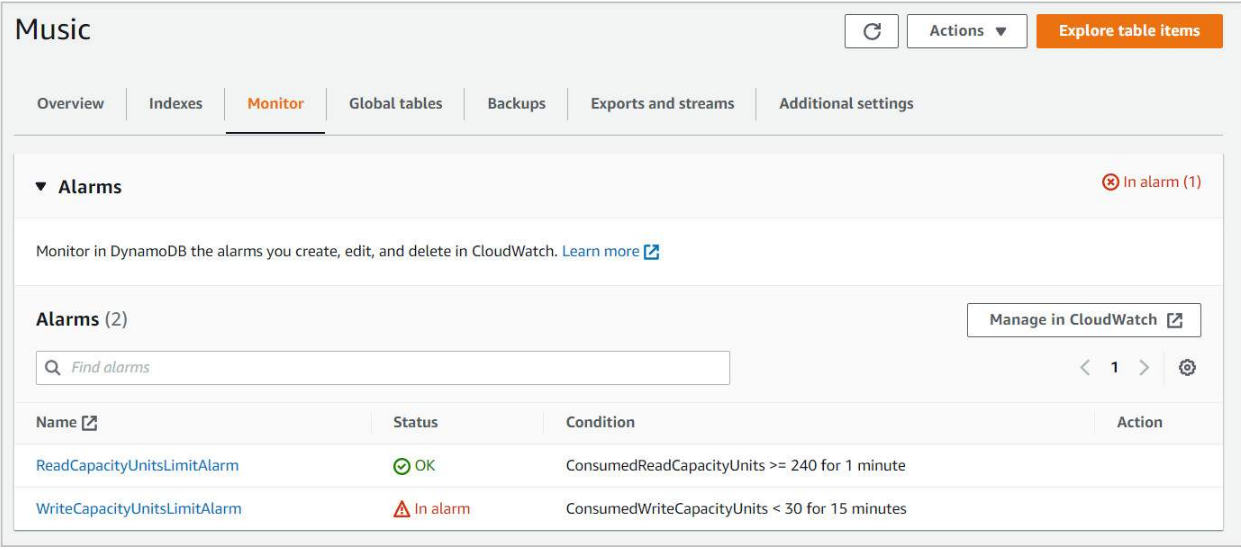 Music
Actions
Explore table items
Overview
Indexes
Monitor
Global tables
Backups
Exports and streams
Additional settings
Alarms
In alarm (1)
Monitor in DynamoDB the alarms you create, edit, and delete in CloudWatch. Learn more
Alarms (2)
Manage in CloudWatch
Find alarms
1
Name Status Condition Action
ReadCapacityUnitsLimitAlarm OK ConsumedReadCapacityUnits >= 240 for 1 minute
WriteCapacityUnitsLimitAlarm In alarm ConsumedWriteCapacityUnits < 30 for 15 minutes